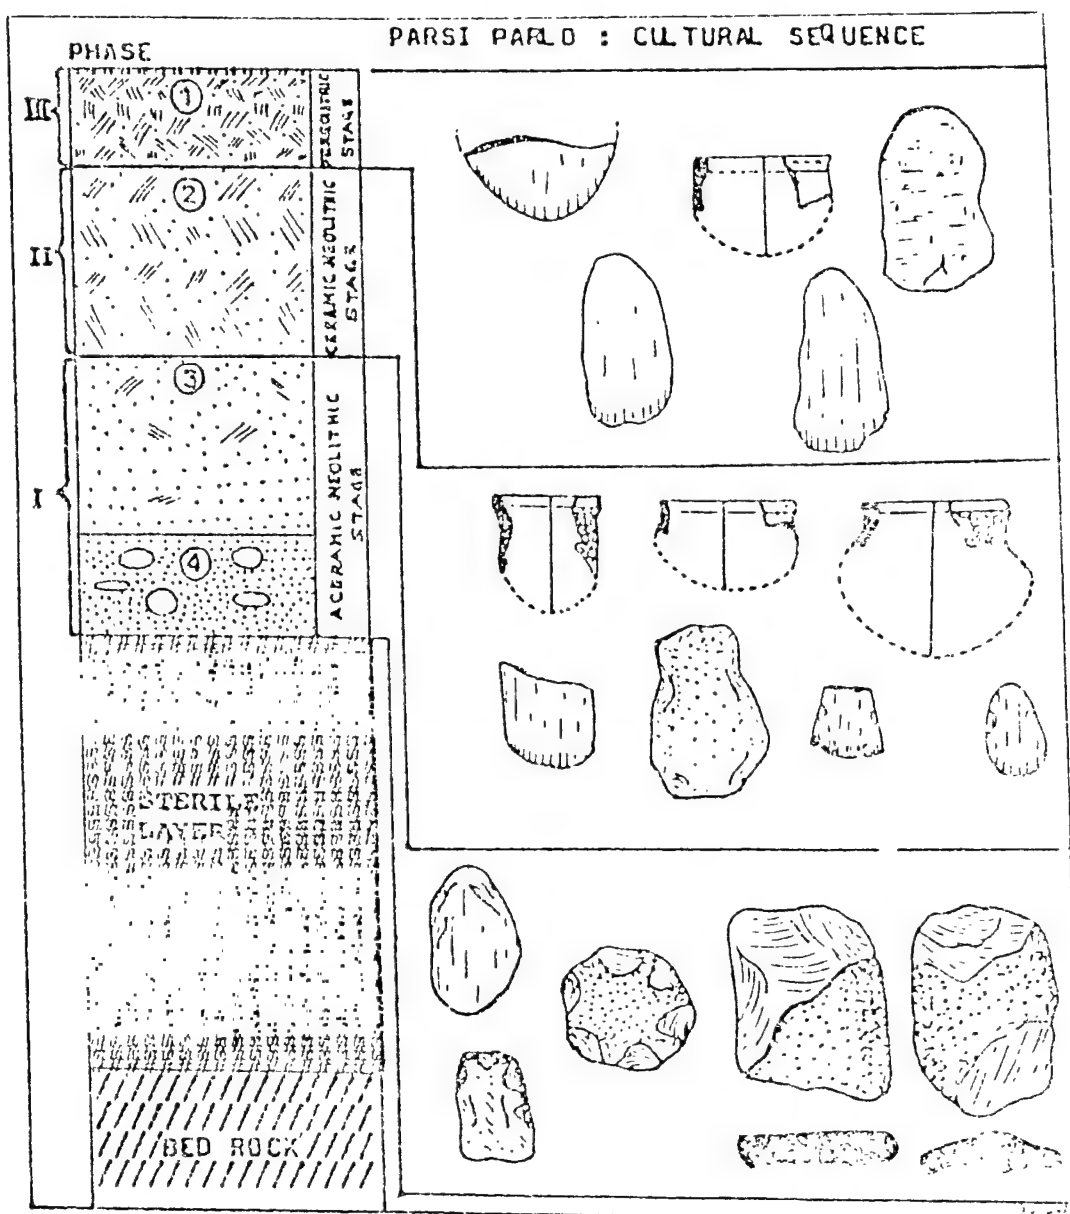 PARSI PARLO : CULTURAL SEQUENCE
PHASE
III
1
STAGE
II
2
CERAMIC NEOLITHIC
STAGE
I
3
4
ACERAMIC NEOLITHIC
STAGE
STERILE
LAYER
BED ROCK